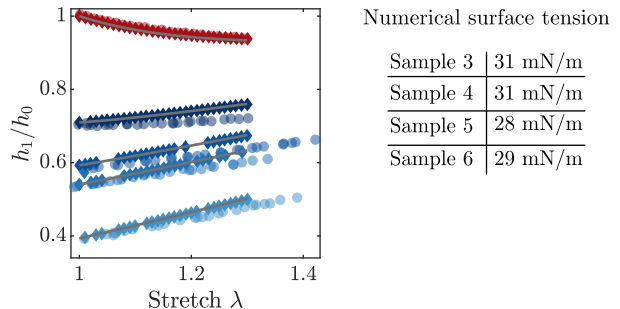 1
0.8
0.6
0.4
h₁/h₀
1
1.2
1.4
Stretch λ
Numerical surface tension
Sample 3 31 mN/m
Sample 4 31 mN/m
Sample 5 28 mN/m
Sample 6 29 mN/m